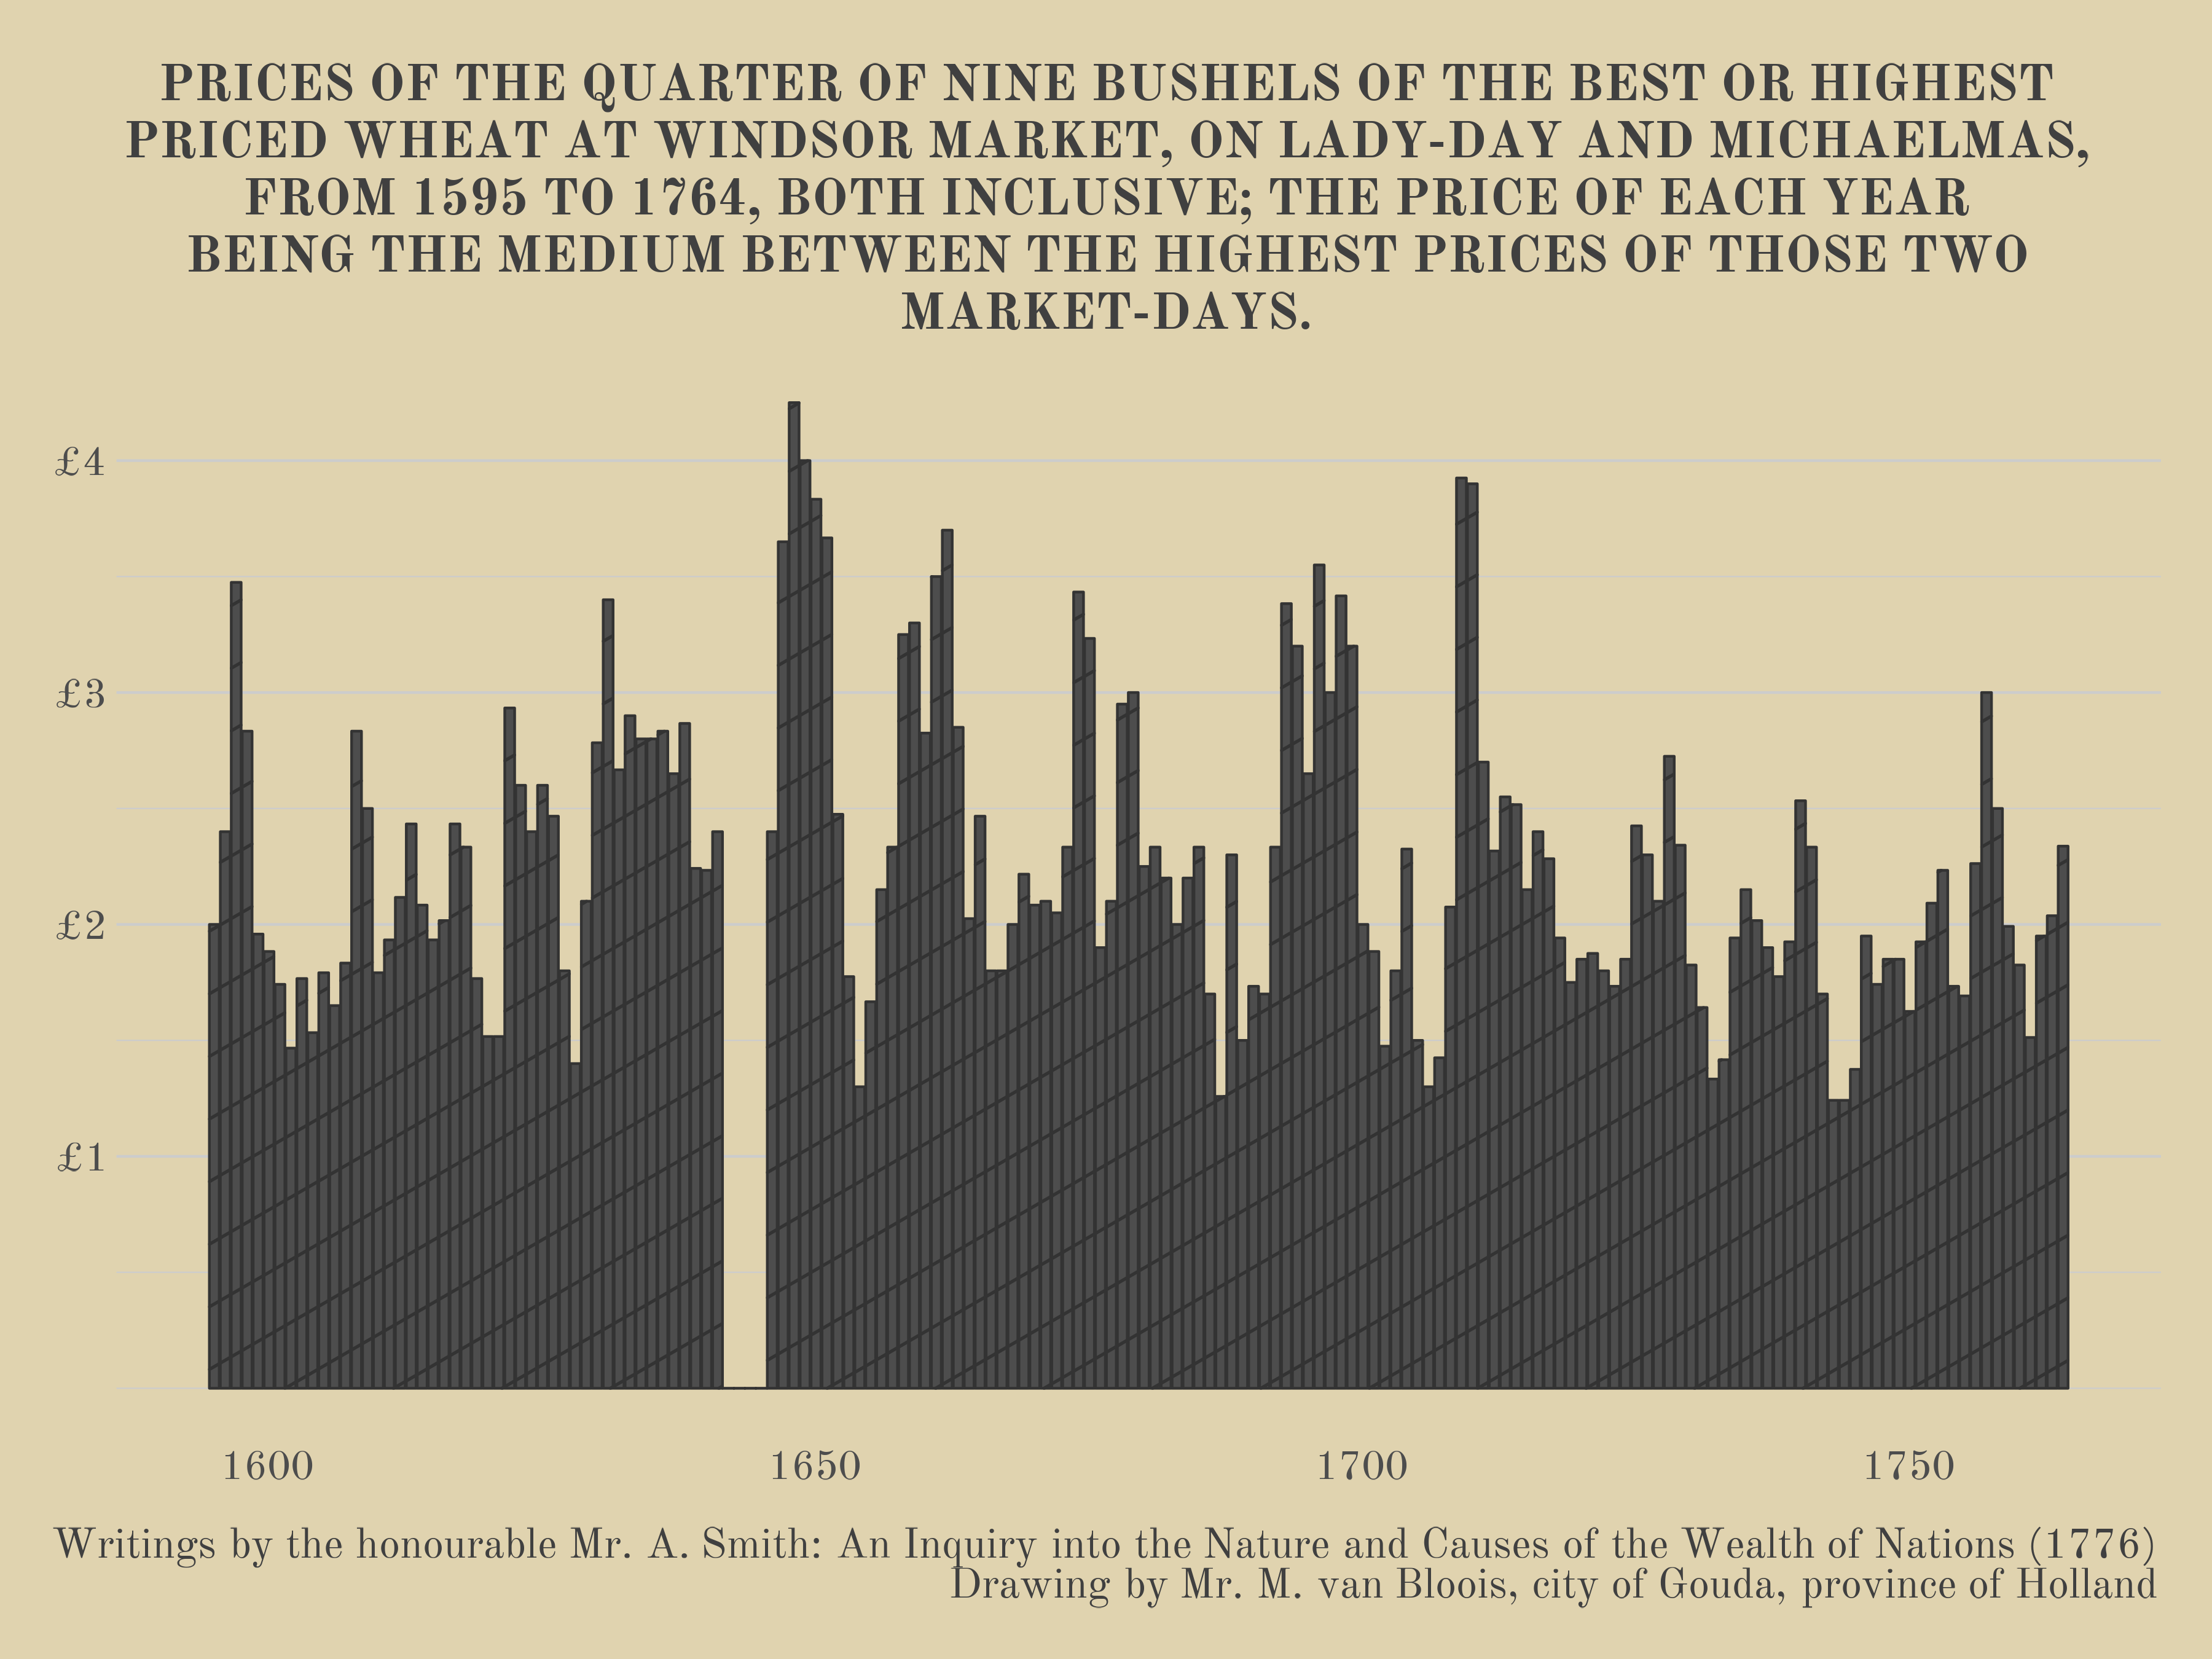 PRICES OF THE QUARTER OF NINE BUSHELS OF THE BEST OR HIGHEST
PRICED WHEAT AT WINDSOR MARKET, ON LADY-DAY AND MICHAELMAS,
FROM 1595 TO 1764, BOTH INCLUSIVE; THE PRICE OF EACH YEAR
BEING THE MEDIUM BETWEEN THE HIGHEST PRICES OF THOSE TWO
MARKET-DAYS.
£4
£3
£2
£1
1600 1650 1700 1750
Writings by the honourable Mr. A. Smith: An Inquiry into the Nature and Causes of the Wealth of Nations (1776)
Drawing by Mr. M. van Bloois, city of Gouda, province of Holland